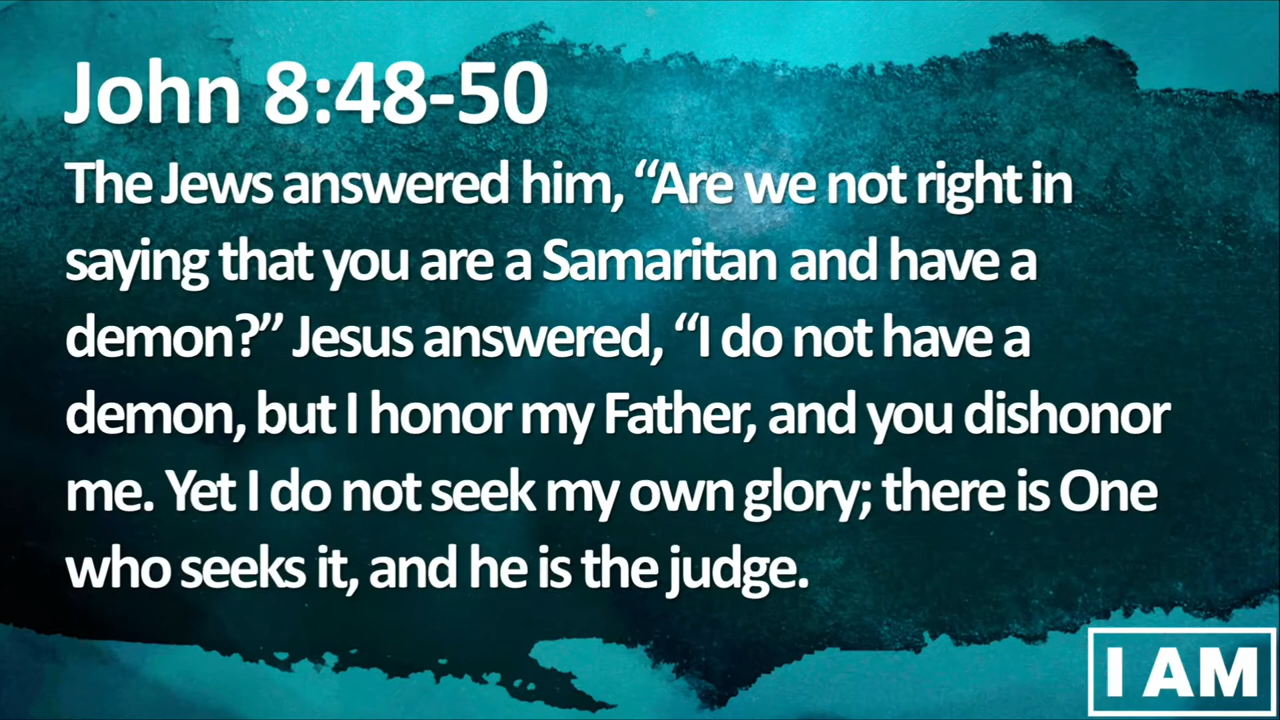 John 8:48-50
The Jews answered him, “Are we not right in
saying that you are a Samaritan and have a
demon?” Jesus answered, “I do not have a
demon, but I honor my Father, and you dishonor
me. Yet I do not seek my own glory; there is One
who seeks it, and he is the judge.
I AM